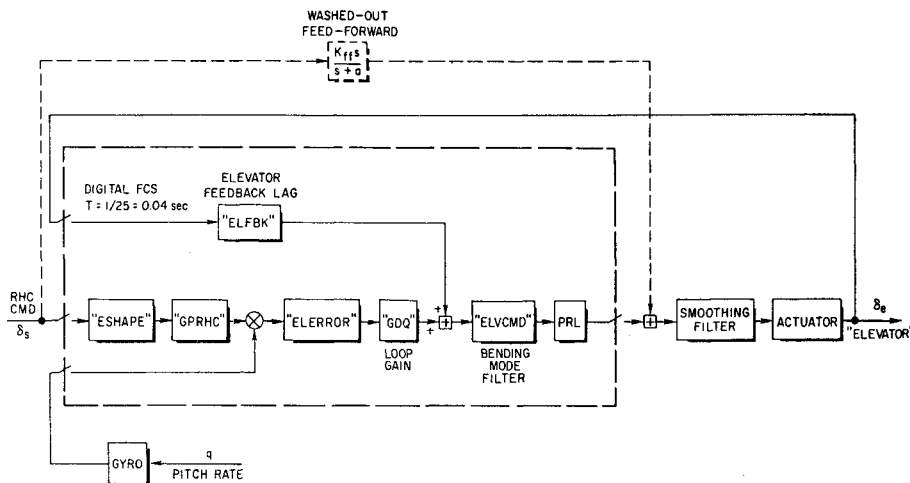 WASHED-OUT
FEED-FORWARD
K_ff s
s + a
DIGITAL FCS
T = 1/25 = 0.04 sec
ELEVATOR
FEEDBACK LAG
"ELFBK"
+
+
RHC
CMD
δ_s
"ESHAPE"
"GPRHC"
"ELERROR"
"GDQ"
LOOP
GAIN
"ELVCMD"
BENDING
MODE
FILTER
PRL
SMOOTHING
FILTER
ACTUATOR
δ_e
"ELEVATOR"
GYRO
q
PITCH RATE